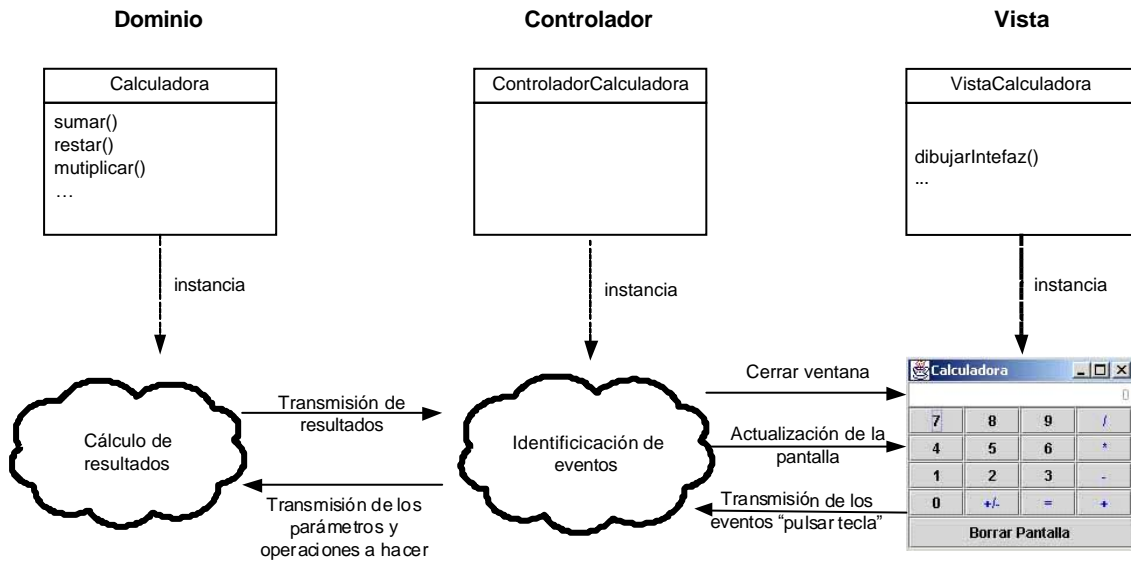 Dominio
Controlador
Vista
Calculadora
sumar()
restar()
mutiplicar()
...
ControladorCalculadora
VistaCalculadora
dibujarIntefaz()
...
instancia
instancia
instancia
Cálculo de
resultados
Transmisión de
resultados
Transmisión de los
parámetros y
operaciones a hacer
Identificicación de
eventos
Cerrar ventana
Actualización de la
pantalla
Transmisión de los
eventos “pulsar tecla”
Calculadora
0
7 8 9 /
4 5 6 *
1 2 3 -
0 +/- = +
Borrar Pantalla